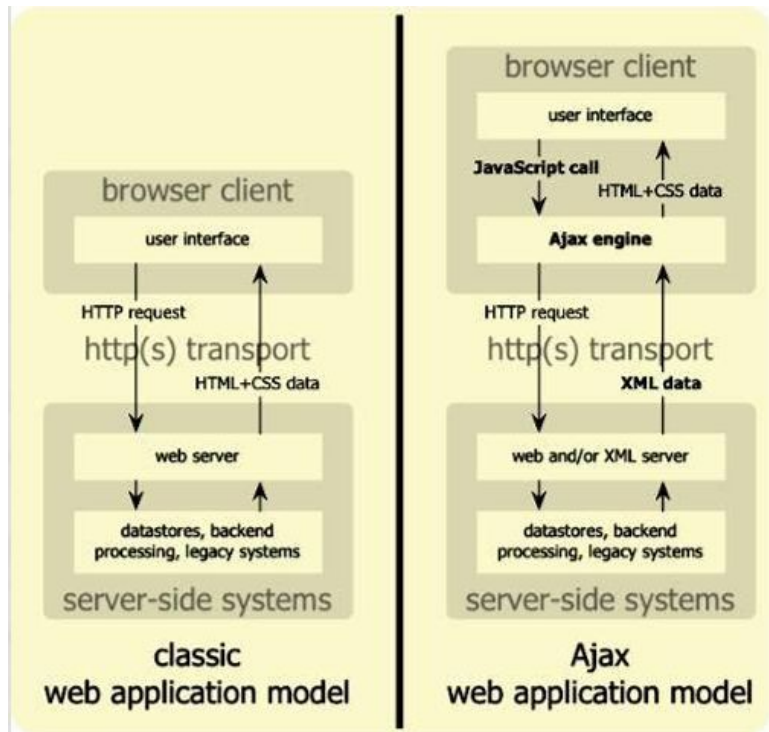 browser client
user interface
HTTP request
http(s) transport
HTML+CSS data
web server
datastores, backend
processing, legacy systems
server-side systems
classic
web application model
browser client
user interface
JavaScript call
HTML+CSS data
Ajax engine
HTTP request
http(s) transport
XML data
web and/or XML server
datastores, backend
processing, legacy systems
server-side systems
Ajax
web application model